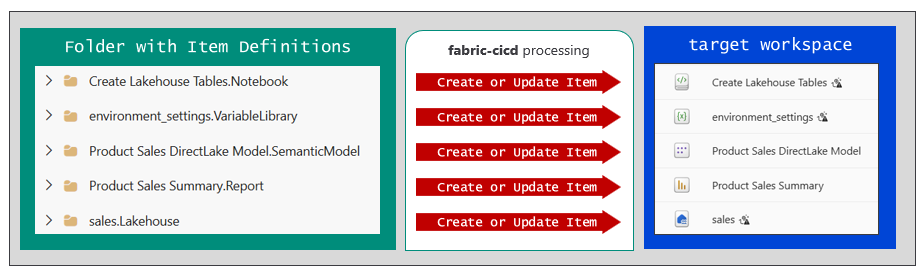 Folder with Item Definitions
Create Lakehouse Tables.Notebook
environment_settings.VariableLibrary
Product Sales DirectLake Model.SemanticModel
Product Sales Summary.Report
sales.Lakehouse
fabric-cicd processing
Create or Update Item
Create or Update Item
Create or Update Item
Create or Update Item
Create or Update Item
target workspace
Create Lakehouse Tables
environment_settings
Product Sales DirectLake Model
Product Sales Summary
sales